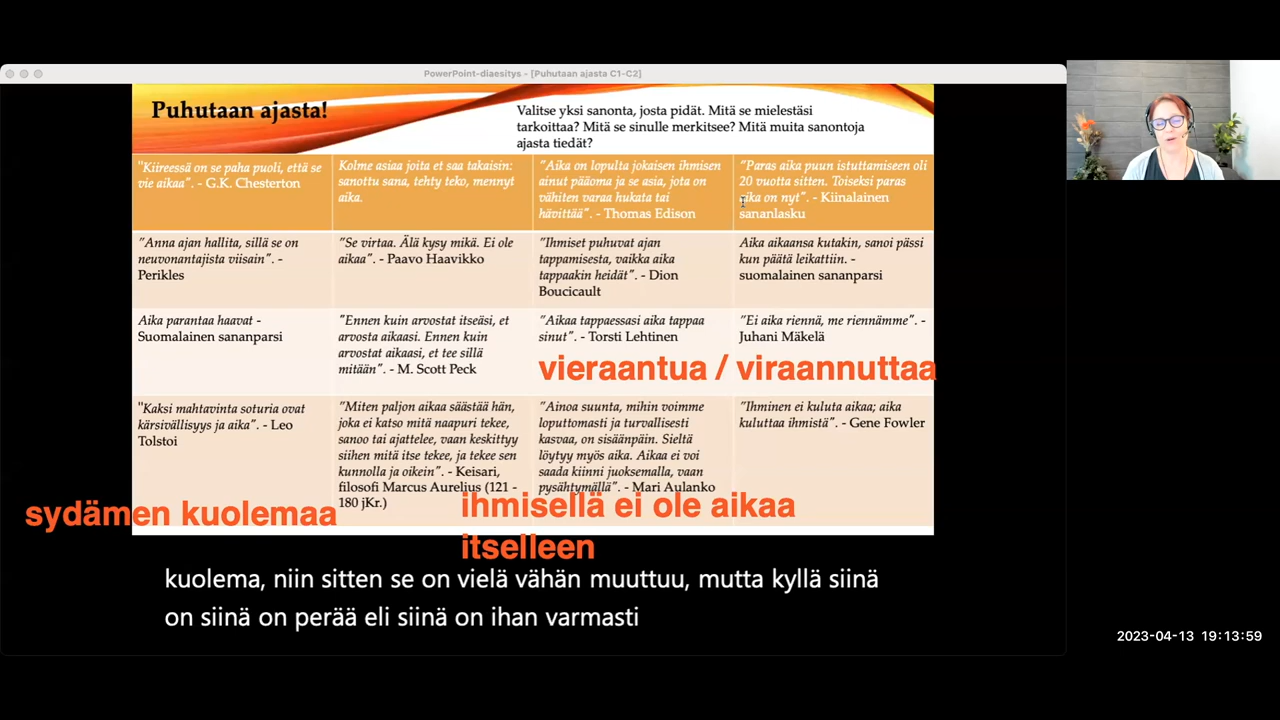 PowerPoint-diaesitys - [Puhutaan ajasta C1-C2]
Puhutaan ajasta!
Valitse yksi sanonta, josta pidät. Mitä se mielestäsi
tarkoittaa? Mitä se sinulle merkitsee? Mitä muita sanontoja
ajasta tiedät?
"Kiireessä on se paha puoli, että se
vie aikaa". - G.K. Chesterton
Kolme asiaa joita et saa takaisin:
sanottu sana, tehty teko, mennyt
aika.
"Aika on lopulta jokaisen ihmisen
ainut pääoma ja se asia, jota on
vähiten varaa hukata tai
hävittää". - Thomas Edison
"Paras aika puun istuttamiseen oli
20 vuotta sitten. Toiseksi paras
aika on nyt". - Kiinalainen
sananlasku
"Anna ajan hallita, sillä se on
neuvonantajista viisain". -
Perikles
"Se virtaa. Älä kysy mikä. Ei ole
aikaa". - Paavo Haavikko
"Ihmiset puhuvat ajan
tappamisesta, vaikka aika
tappaakin heidät". - Dion
Boucicault
Aika aikaansa kutakin, sanoi pässi
kun päätä leikattiin. -
suomalainen sananparsi
Aika parantaa haavat -
Suomalainen sananparsi
"Ennen kuin arvostat itseäsi, et
arvosta aikaasi. Ennen kuin
arvostat aikaasi, et tee sillä
mitään". - M. Scott Peck
"Aikaa tappaessasi aika tappaa
sinut". - Torsti Lehtinen
"Ei aika riennä, me riennämme". -
Juhani Mäkelä
vieraantua / viraannuttaa
"Kaksi mahtavinta soturia ovat
kärsivällisyys ja aika". - Leo
Tolstoi
"Miten paljon aikaa säästää hän,
joka ei katso mitä naapuri tekee,
sanoo tai ajattelee, vaan keskittyy
siihen mitä itse tekee, ja tekee sen
kunnolla ja oikein". - Keisari,
filosofi Marcus Aurelius (121 -
180 jKr.)
"Ainoa suunta, mihin voimme
loputtomasti ja turvallisesti
kasvaa, on sisäänpäin. Sieltä
löytyy myös aika. Aikaa ei voi
saada kiinni juoksemalla, vaan
pysähtymällä". - Mari Aulanko
"Ihminen ei kuluta aikaa; aika
kuluttaa ihmistä". - Gene Fowler
sydämen kuolemaa
ihmisellä ei ole aikaa
itselleen
kuolema, niin sitten se on vielä vähän muuttuu, mutta kyllä siinä
on siinä on perää eli siinä on ihan varmasti
2023-04-13 19:13:59